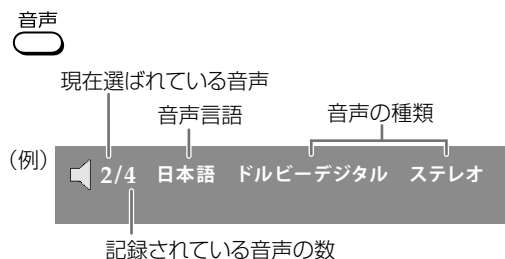 音声
現在選ばれている音声
音声言語 音声の種類
(例) 2/4 日本語 ドルビーデジタル ステレオ
記録されている音声の数